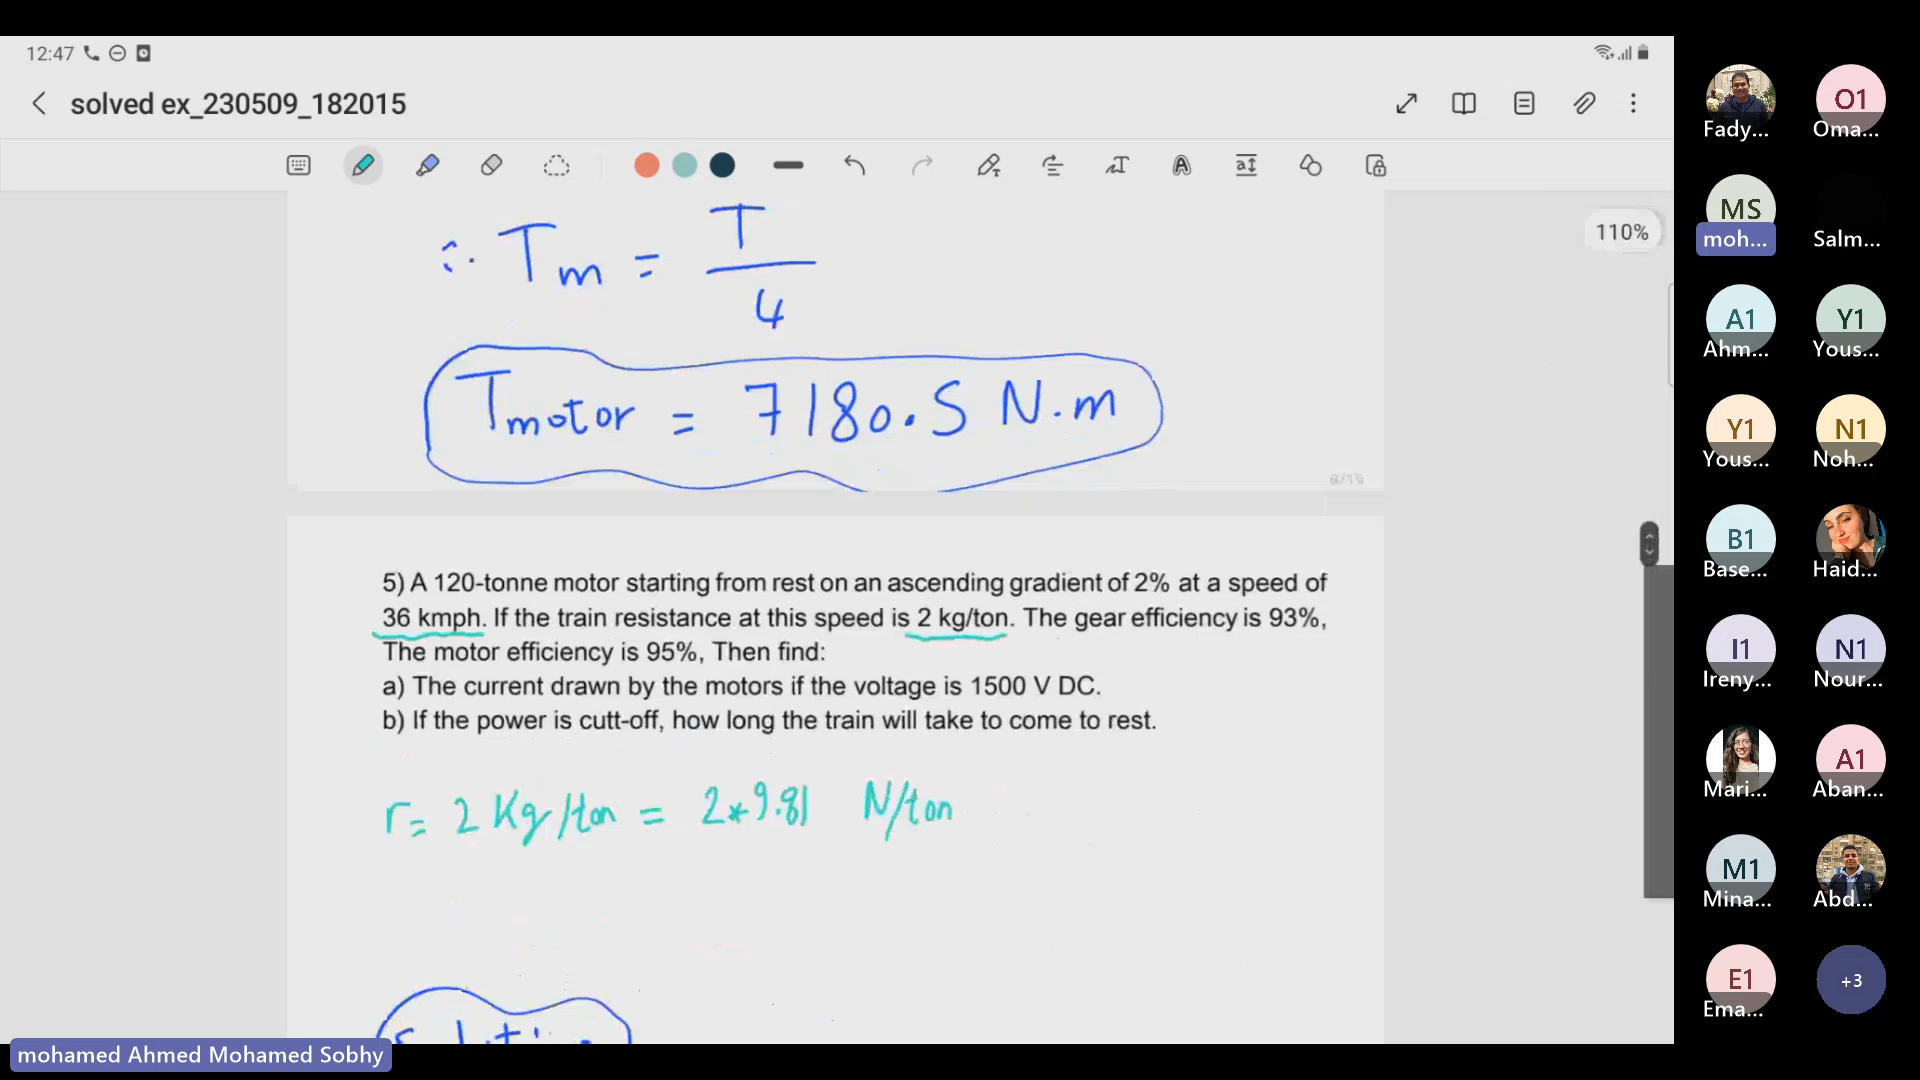 12:47
solved ex_230509_182015
110%
∴ Tm = T/4
Tmotor = 7180.5 N.m
5) A 120-tonne motor starting from rest on an ascending gradient of 2% at a speed of
36 kmph. If the train resistance at this speed is 2 kg/ton. The gear efficiency is 93%,
The motor efficiency is 95%, Then find:
a) The current drawn by the motors if the voltage is 1500 V DC.
b) If the power is cutt-off, how long the train will take to come to rest.
r = 2 Kg/ton = 2*9.81 N/ton
mohamed Ahmed Mohamed Sobhy
Fady...
O1
Oma...
MS
moh...
Salm...
A1
Ahm...
Y1
Yous...
Y1
Yous...
N1
Noh...
B1
Base...
Haid...
I1
Ireny...
N1
Nour...
Mari...
A1
Aban...
M1
Mina...
Abd...
E1
Ema...
+3